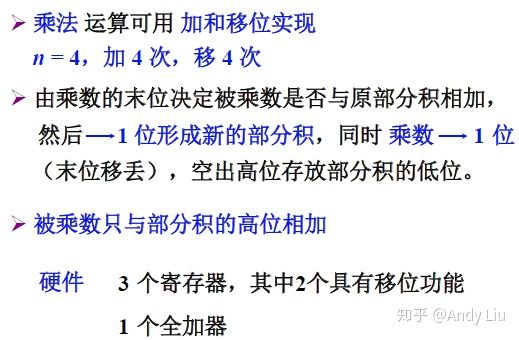 ➢ 乘法 运算可用 加和移位实现
n = 4，加 4 次，移 4 次
➢ 由乘数的末位决定被乘数是否与原部分积相加，
然后 → 1 位形成新的部分积，同时 乘数 → 1 位
（末位移丢），空出高位存放部分积的低位。
➢ 被乘数只与部分积的高位相加
硬件 3 个寄存器，其中2个具有移位功能
1 个全加器
知乎 @Andy Liu